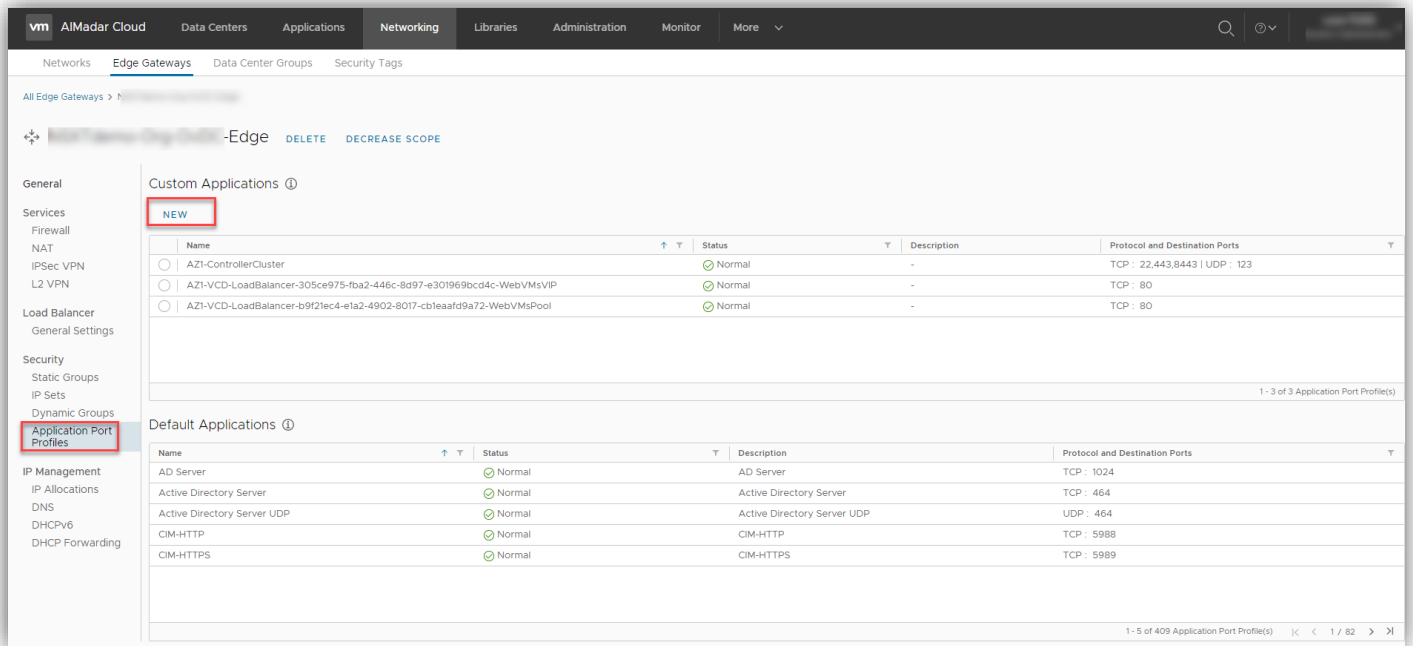 vm AlMadar Cloud Data Centers Applications Networking Libraries Administration Monitor More
Networks Edge Gateways Data Center Groups Security Tags
All Edge Gateways >
-Edge DELETE DECREASE SCOPE
General
Services
Firewall
NAT
IPSec VPN
L2 VPN
Load Balancer
General Settings
Security
Static Groups
IP Sets
Dynamic Groups
Application Port
Profiles
IP Management
IP Allocations
DNS
DHCPv6
DHCP Forwarding
Custom Applications
NEW
Name Status Description Protocol and Destination Ports
AZ1-ControllerCluster Normal - TCP : 22,443,8443 | UDP : 123
AZ1-VCD-LoadBalancer-305ce975-fba2-446c-8d97-e301969bcd4c-WebVMsVIP Normal - TCP : 80
AZ1-VCD-LoadBalancer-b9f21ec4-e1a2-4902-8017-cb1eaafd9a72-WebVMsPool Normal - TCP : 80
1 - 3 of 3 Application Port Profile(s)
Default Applications
Name Status Description Protocol and Destination Ports
AD Server Normal AD Server TCP : 1024
Active Directory Server Normal Active Directory Server TCP : 464
Active Directory Server UDP Normal Active Directory Server UDP UDP : 464
CIM-HTTP Normal CIM-HTTP TCP : 5988
CIM-HTTPS Normal CIM-HTTPS TCP : 5989
1 - 5 of 409 Application Port Profile(s) 1 / 82